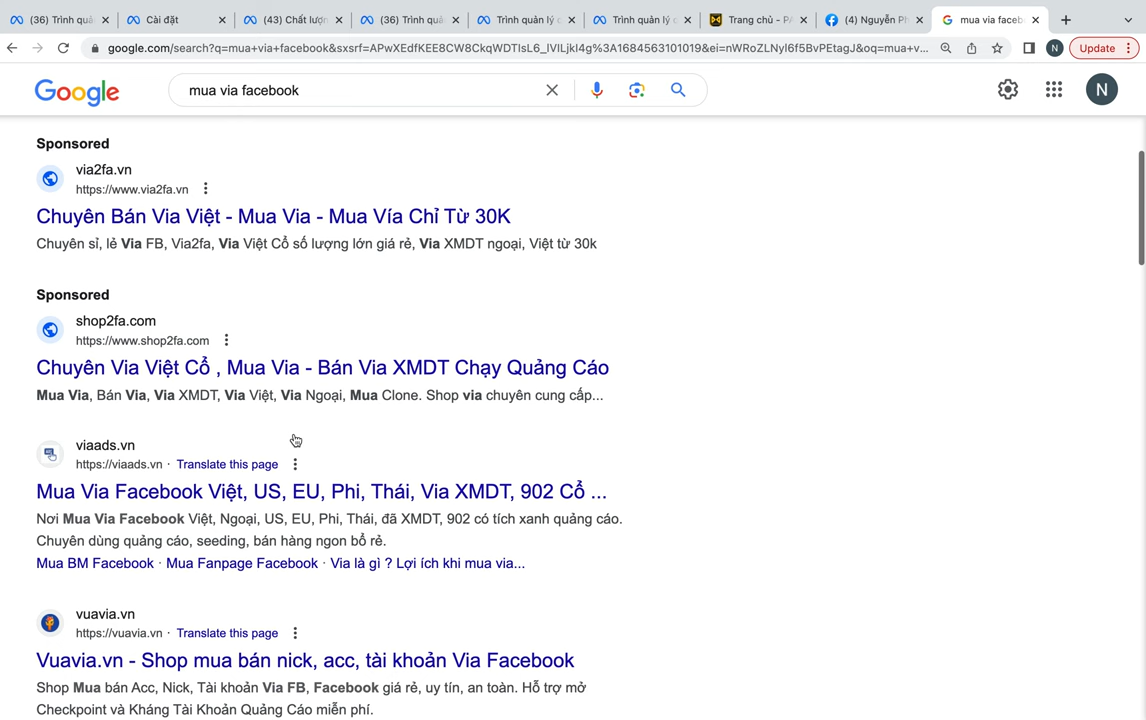 (36) Trình quả
Cài đặt
(43) Chất lượn
(36) Trình quả
Trình quản lý c
Trình quản lý c
Trang chủ - PA
(4) Nguyễn Ph
mua via faceb
google.com/search?q=mua+via+facebook&sxsrf=APwXEdfKEE8CW8CkqWDTIsL6_lVILjkI4g%3A1684563101019&ei=nWRoZLNyl6f5BvPEtagJ&oq=mua+v...
N
Update
Google
mua via facebook
N
Sponsored
via2fa.vn
https://www.via2fa.vn
Chuyên Bán Via Việt - Mua Via - Mua Vía Chỉ Từ 30K
Chuyên sỉ, lẻ Via FB, Via2fa, Via Việt Cổ số lượng lớn giá rẻ, Via XMDT ngoại, Việt từ 30k
Sponsored
shop2fa.com
https://www.shop2fa.com
Chuyên Via Việt Cổ , Mua Via - Bán Via XMDT Chạy Quảng Cáo
Mua Via, Bán Via, Via XMDT, Via Việt, Via Ngoại, Mua Clone. Shop via chuyên cung cấp...
viaads.vn
https://viaads.vn · Translate this page
Mua Via Facebook Việt, US, EU, Phi, Thái, Via XMDT, 902 Cổ ...
Nơi Mua Via Facebook Việt, Ngoại, US, EU, Phi, Thái, đã XMDT, 902 có tích xanh quảng cáo.
Chuyên dùng quảng cáo, seeding, bán hàng ngon bổ rẻ.
Mua BM Facebook · Mua Fanpage Facebook · Via là gì ? Lợi ích khi mua via...
vuavia.vn
https://vuavia.vn · Translate this page
Vuavia.vn - Shop mua bán nick, acc, tài khoản Via Facebook
Shop Mua bán Acc, Nick, Tài khoản Via FB, Facebook giá rẻ, uy tín, an toàn. Hỗ trợ mở
Checkpoint và Kháng Tài Khoản Quảng Cáo miễn phí.